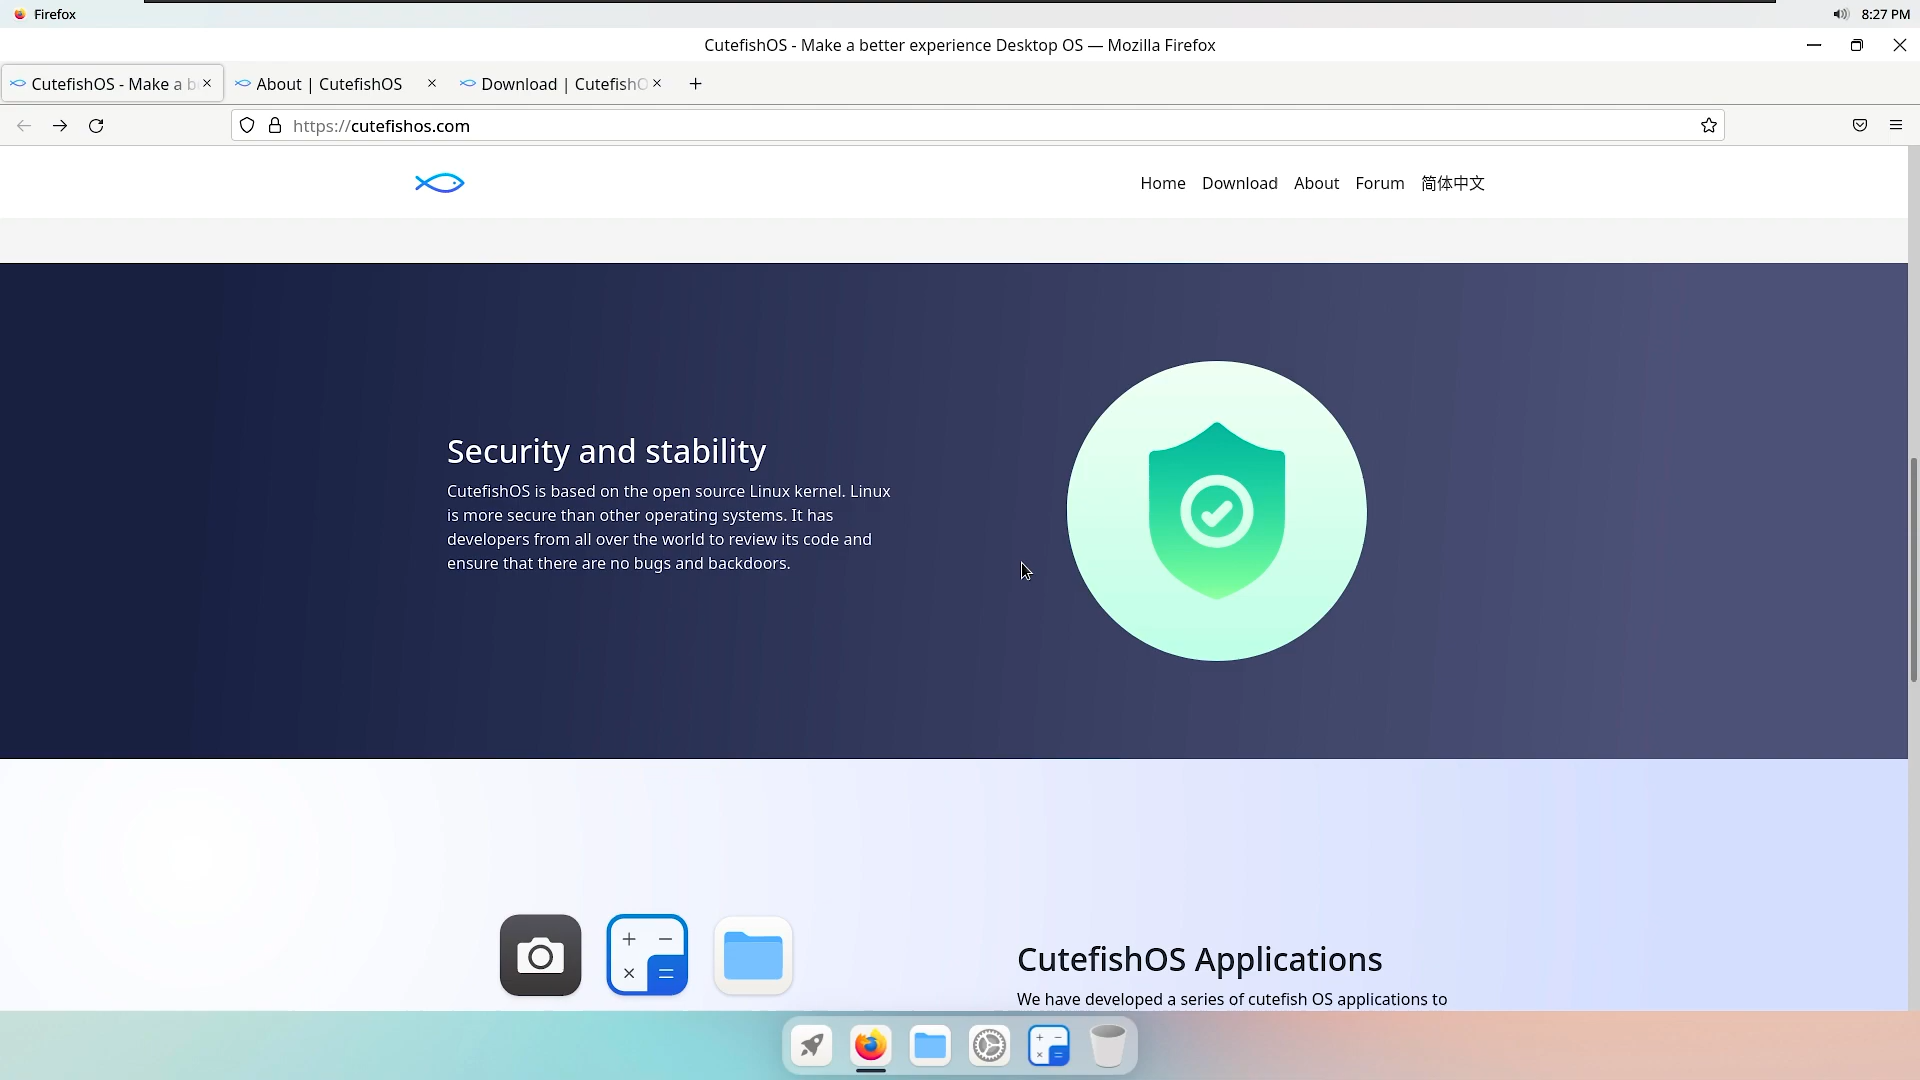 Firefox
8:27 PM
CutefishOS - Make a better experience Desktop OS — Mozilla Firefox
CutefishOS - Make a b
About | CutefishOS
Download | CutefishO
https://cutefishos.com
Home Download About Forum 简体中文
Security and stability
CutefishOS is based on the open source Linux kernel. Linux
is more secure than other operating systems. It has
developers from all over the world to review its code and
ensure that there are no bugs and backdoors.
CutefishOS Applications
We have developed a series of cutefish OS applications to